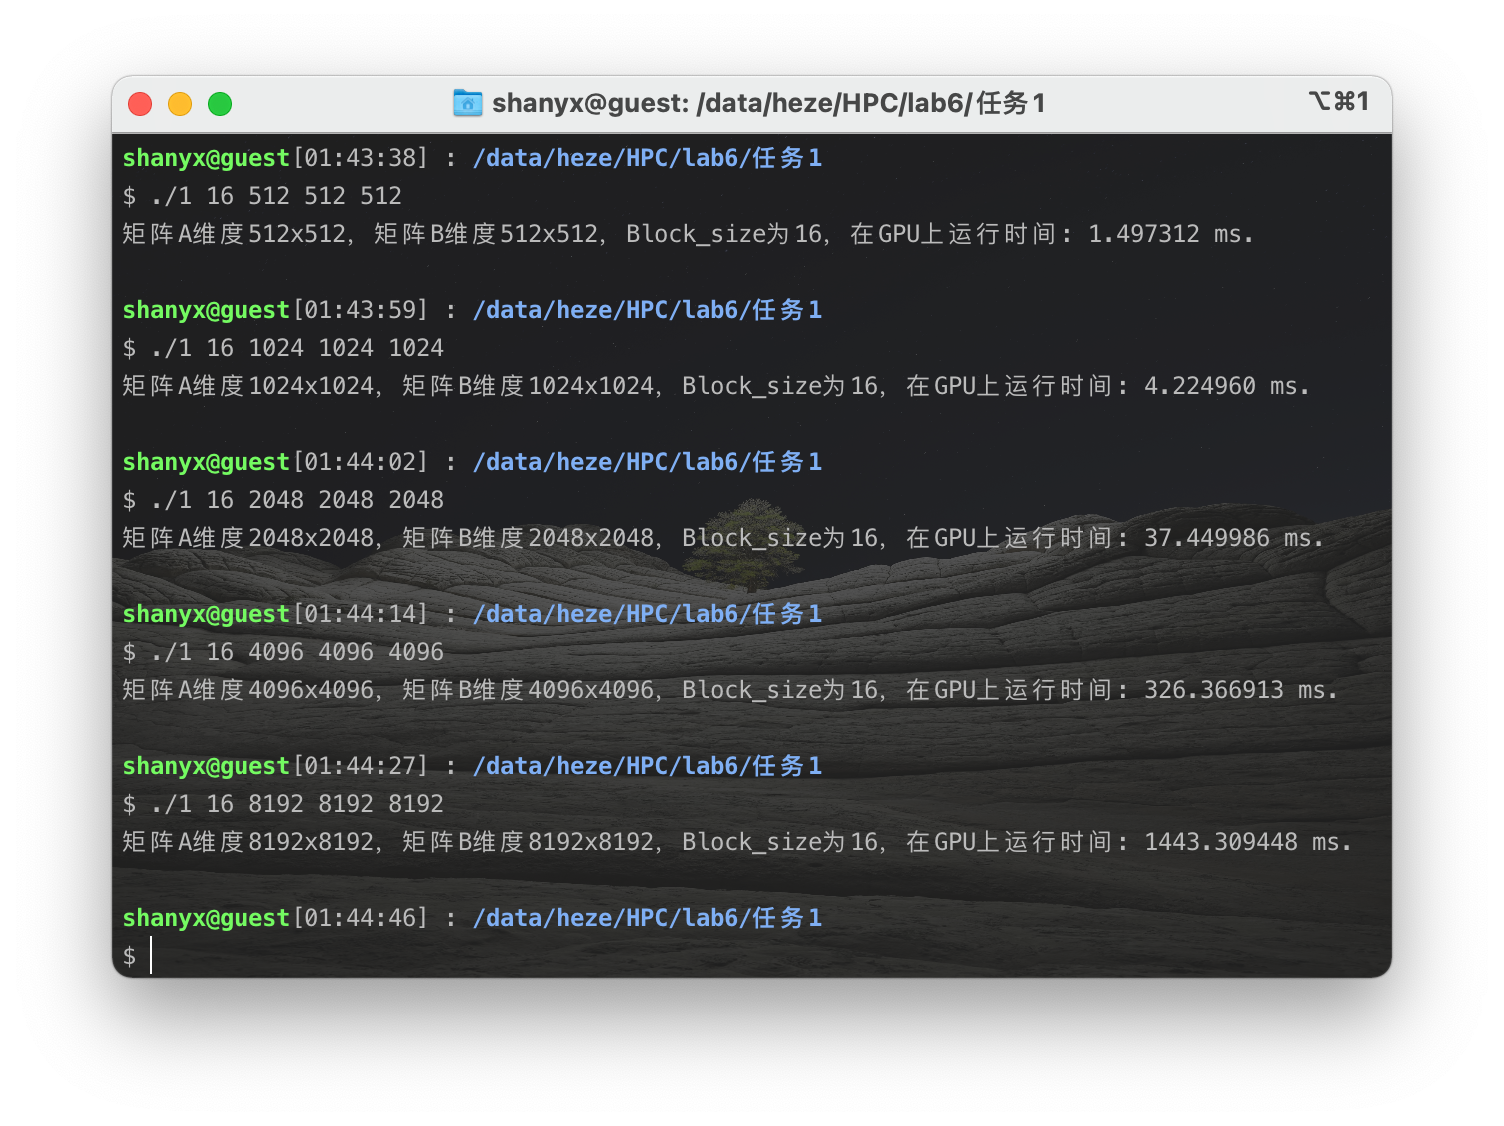 shanyx@guest: /data/heze/HPC/lab6/任务1
⌥⌘1
shanyx@guest[01:43:38] : /data/heze/HPC/lab6/任务1
$ ./1 16 512 512 512
矩阵A维度512x512, 矩阵B维度512x512, Block_size为16, 在GPU上运行时间: 1.497312 ms.
shanyx@guest[01:43:59] : /data/heze/HPC/lab6/任务1
$ ./1 16 1024 1024 1024
矩阵A维度1024x1024, 矩阵B维度1024x1024, Block_size为16, 在GPU上运行时间: 4.224960 ms.
shanyx@guest[01:44:02] : /data/heze/HPC/lab6/任务1
$ ./1 16 2048 2048 2048
矩阵A维度2048x2048, 矩阵B维度2048x2048, Block_size为16, 在GPU上运行时间: 37.449986 ms.
shanyx@guest[01:44:14] : /data/heze/HPC/lab6/任务1
$ ./1 16 4096 4096 4096
矩阵A维度4096x4096, 矩阵B维度4096x4096, Block_size为16, 在GPU上运行时间: 326.366913 ms.
shanyx@guest[01:44:27] : /data/heze/HPC/lab6/任务1
$ ./1 16 8192 8192 8192
矩阵A维度8192x8192, 矩阵B维度8192x8192, Block_size为16, 在GPU上运行时间: 1443.309448 ms.
shanyx@guest[01:44:46] : /data/heze/HPC/lab6/任务1
$